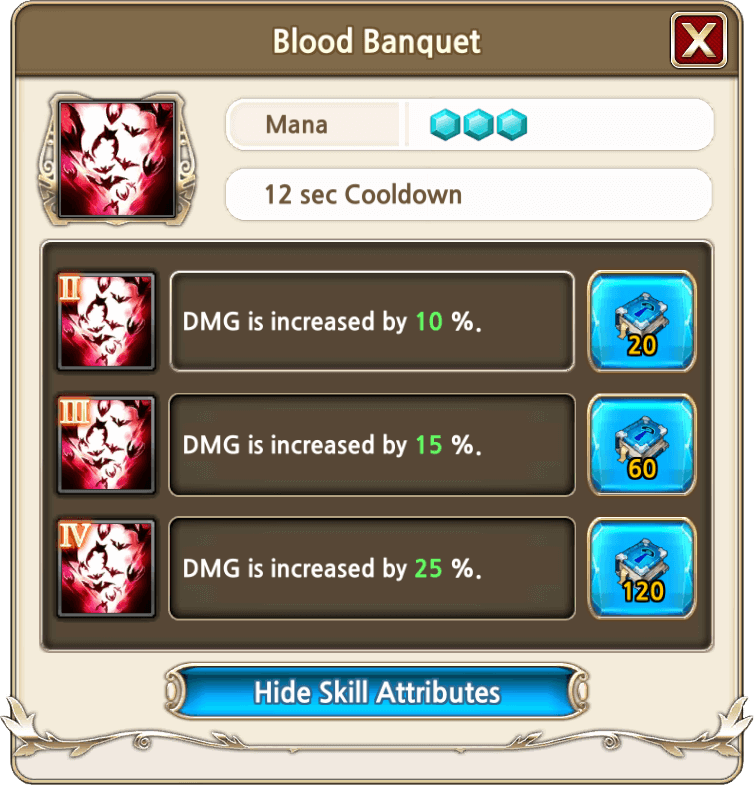 Blood Banquet
X
Mana
12 sec Cooldown
II
DMG is increased by 10 %.
20
III
DMG is increased by 15 %.
60
IV
DMG is increased by 25 %.
120
Hide Skill Attributes